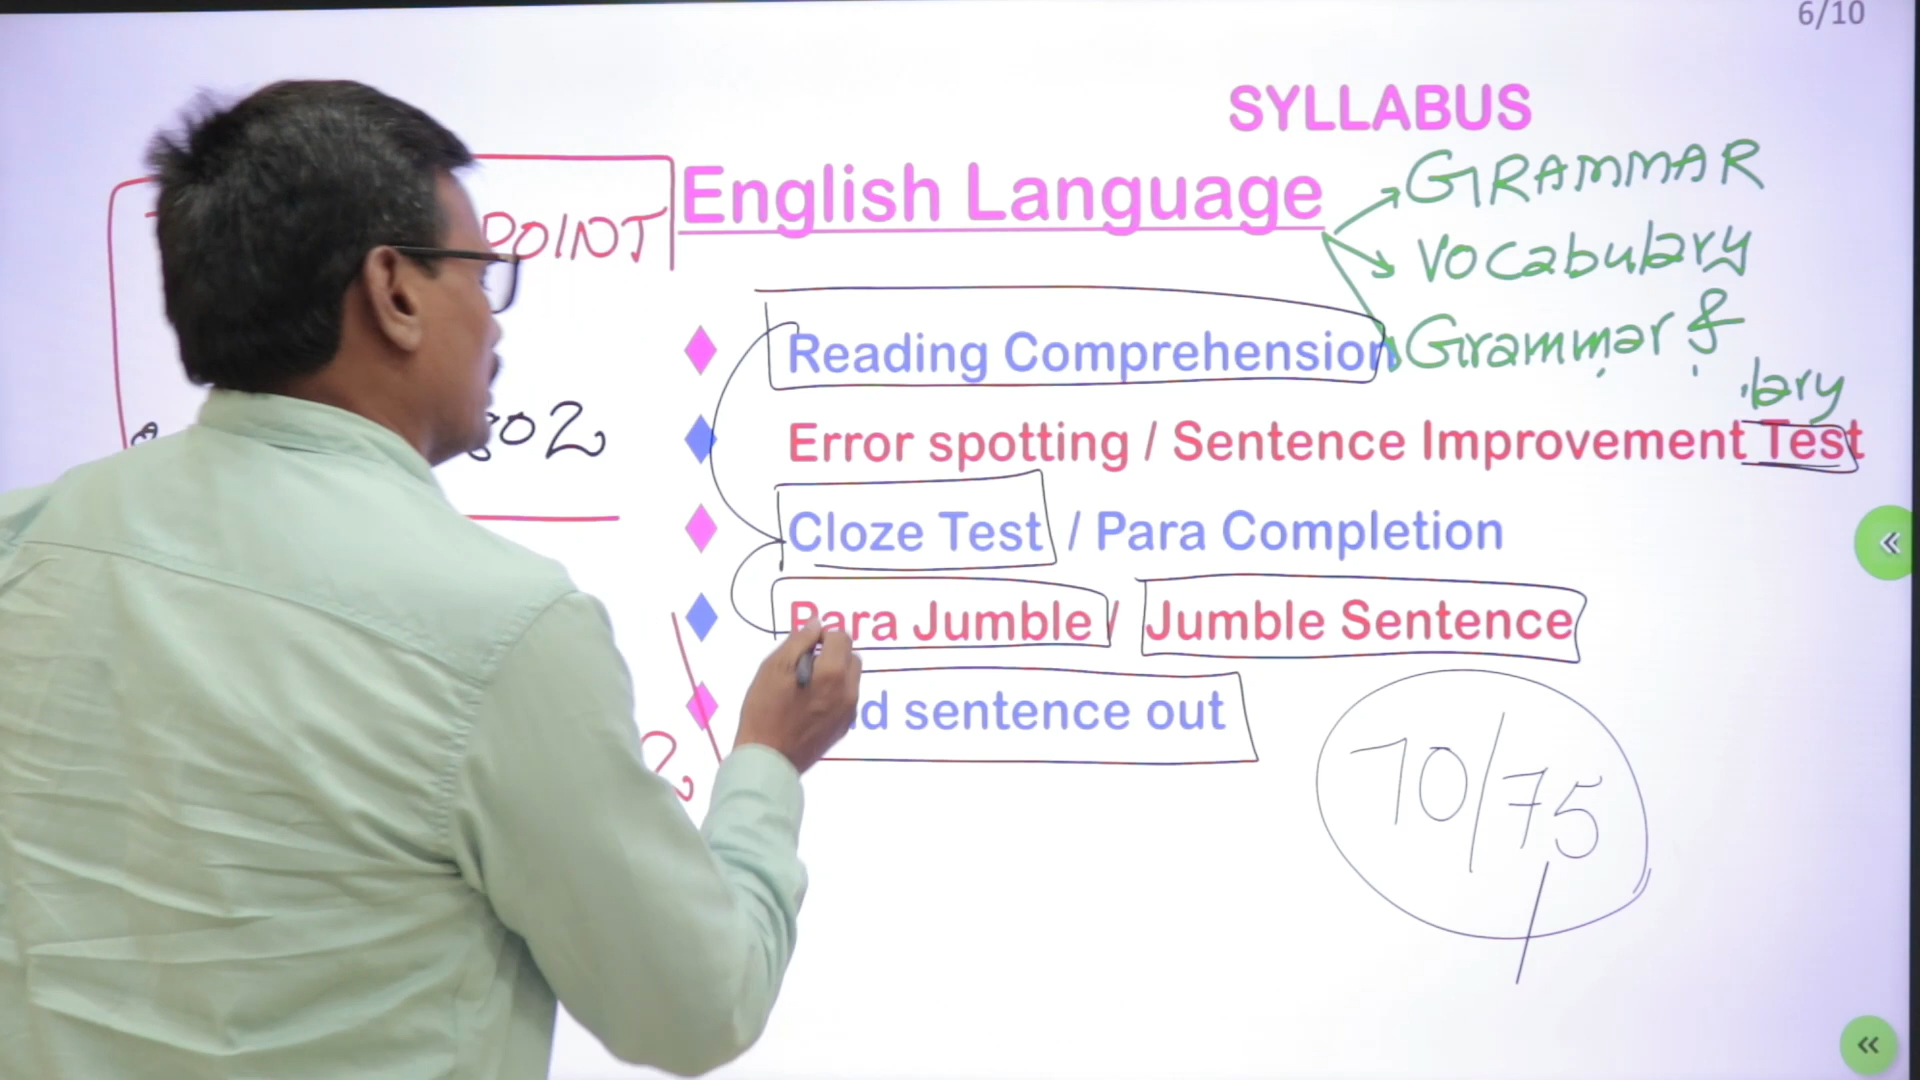 6/10
SYLLABUS
English Language
GRAMMAR
Vocabulary
Grammar &
lary
POINT
Reading Comprehension
Error spotting / Sentence Improvement Test
Cloze Test / Para Completion
Para Jumble / Jumble Sentence
sentence out
70/75